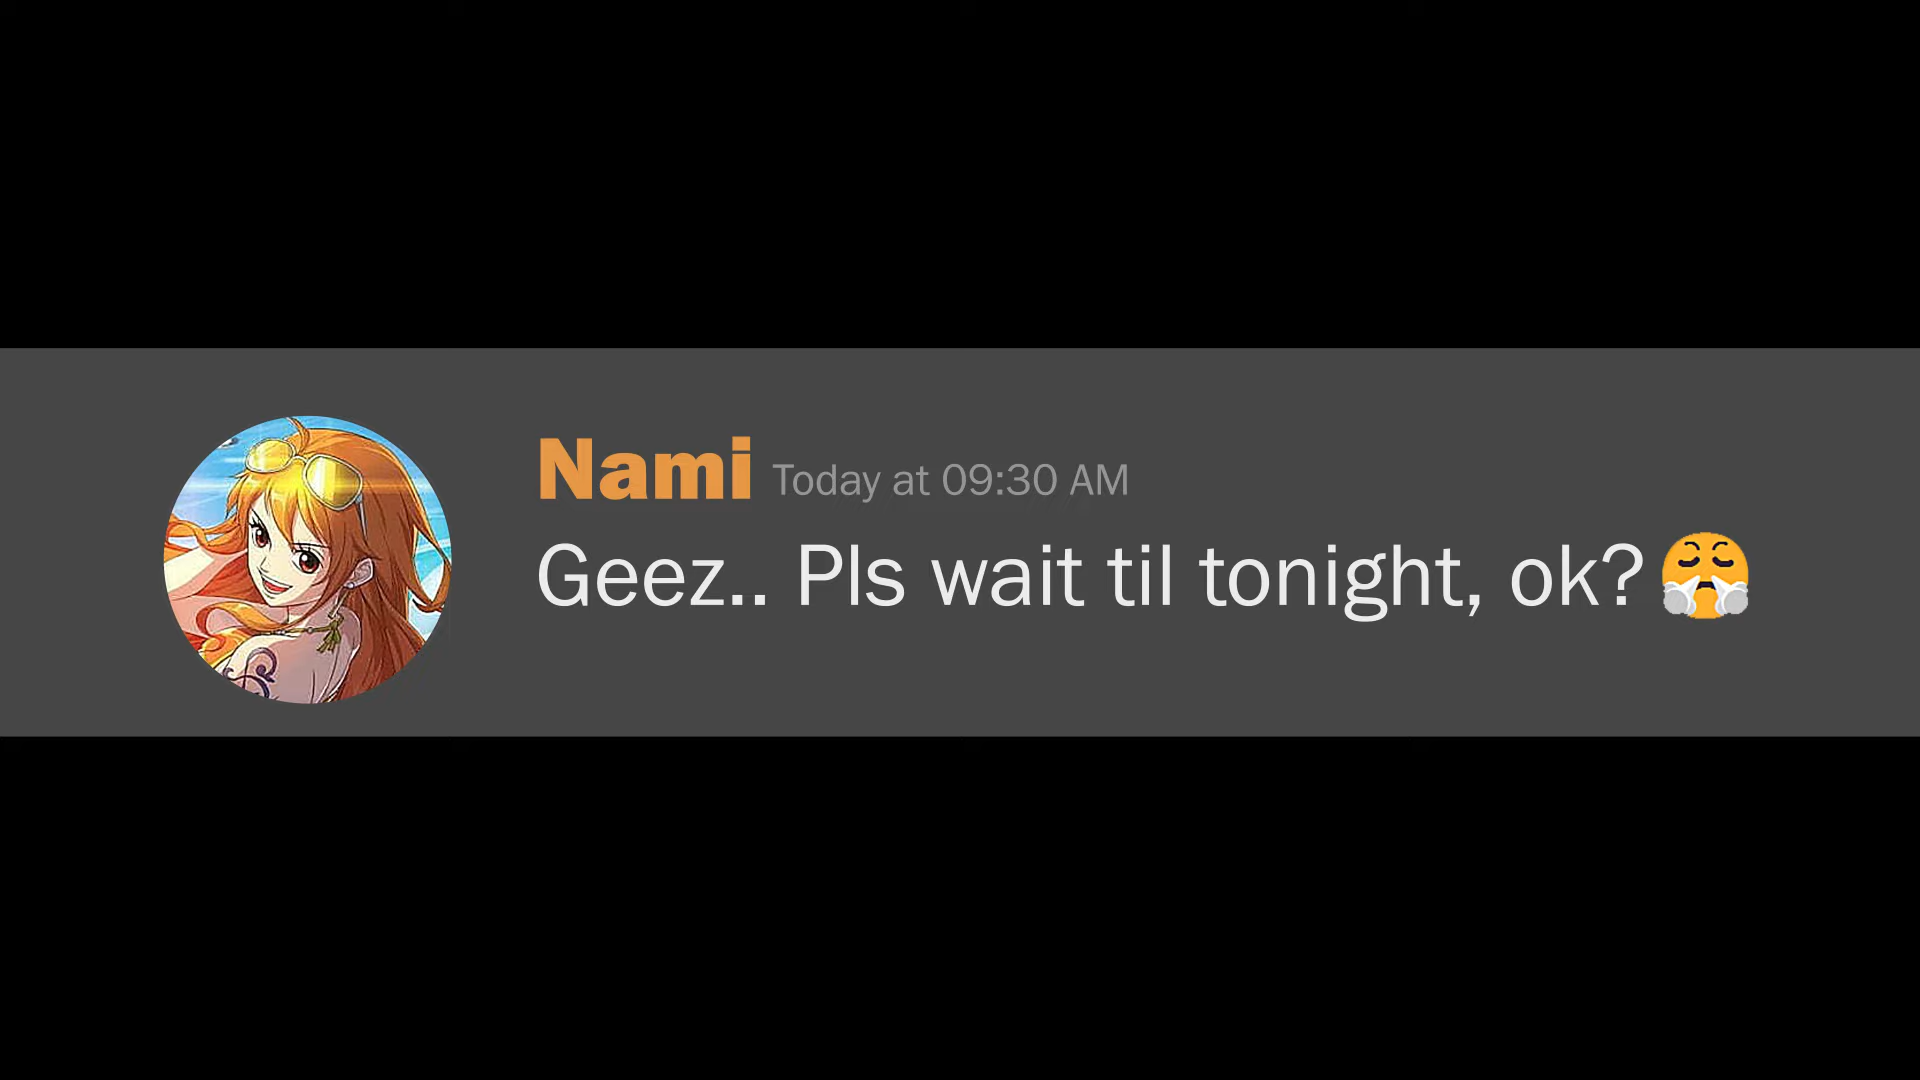 Nami Today at 09:30 AM
Geez.. Pls wait til tonight, ok?😤